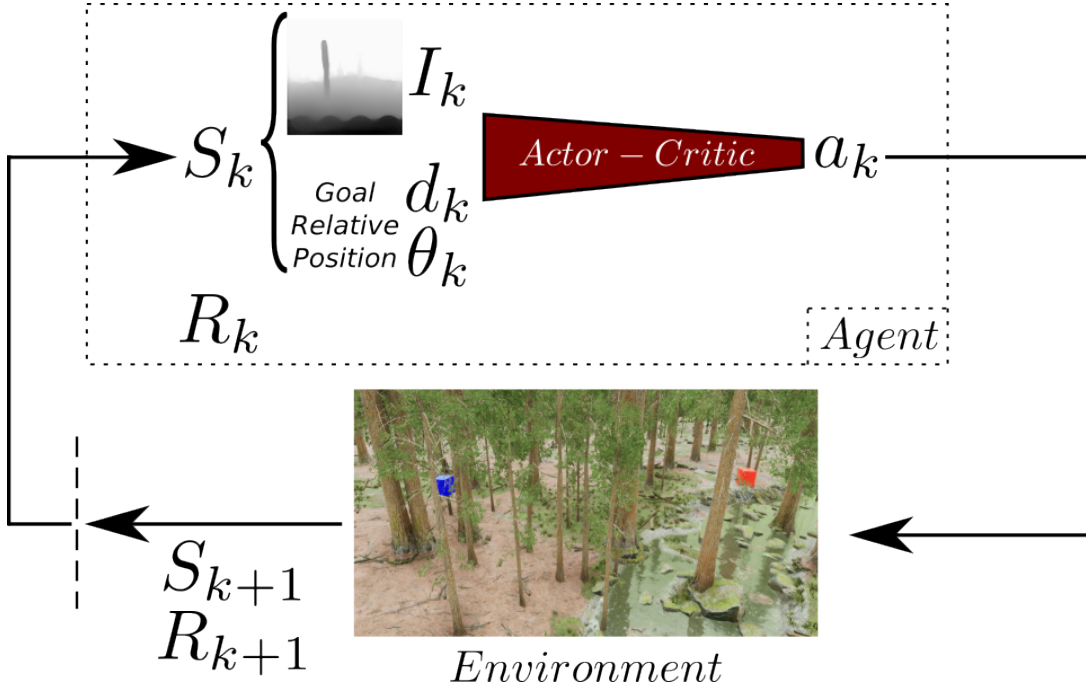 I_k
S_k
Actor – Critic
a_k
Goal
Relative
Position
d_k
θ_k
R_k
Agent
S_{k+1}
R_{k+1}
Environment